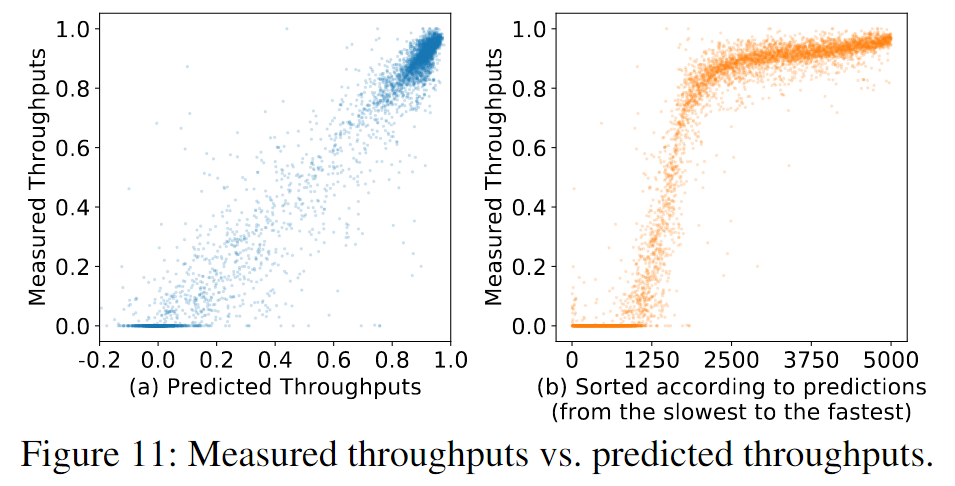 Measured Throughputs
1.0
0.8
0.6
0.4
0.2
0.0
-0.2 0.0 0.2 0.4 0.6 0.8 1.0
(a) Predicted Throughputs
Measured Throughputs
1.0
0.8
0.6
0.4
0.2
0.0
0 1250 2500 3750 5000
(b) Sorted according to predictions
(from the slowest to the fastest)
Figure 11: Measured throughputs vs. predicted throughputs.